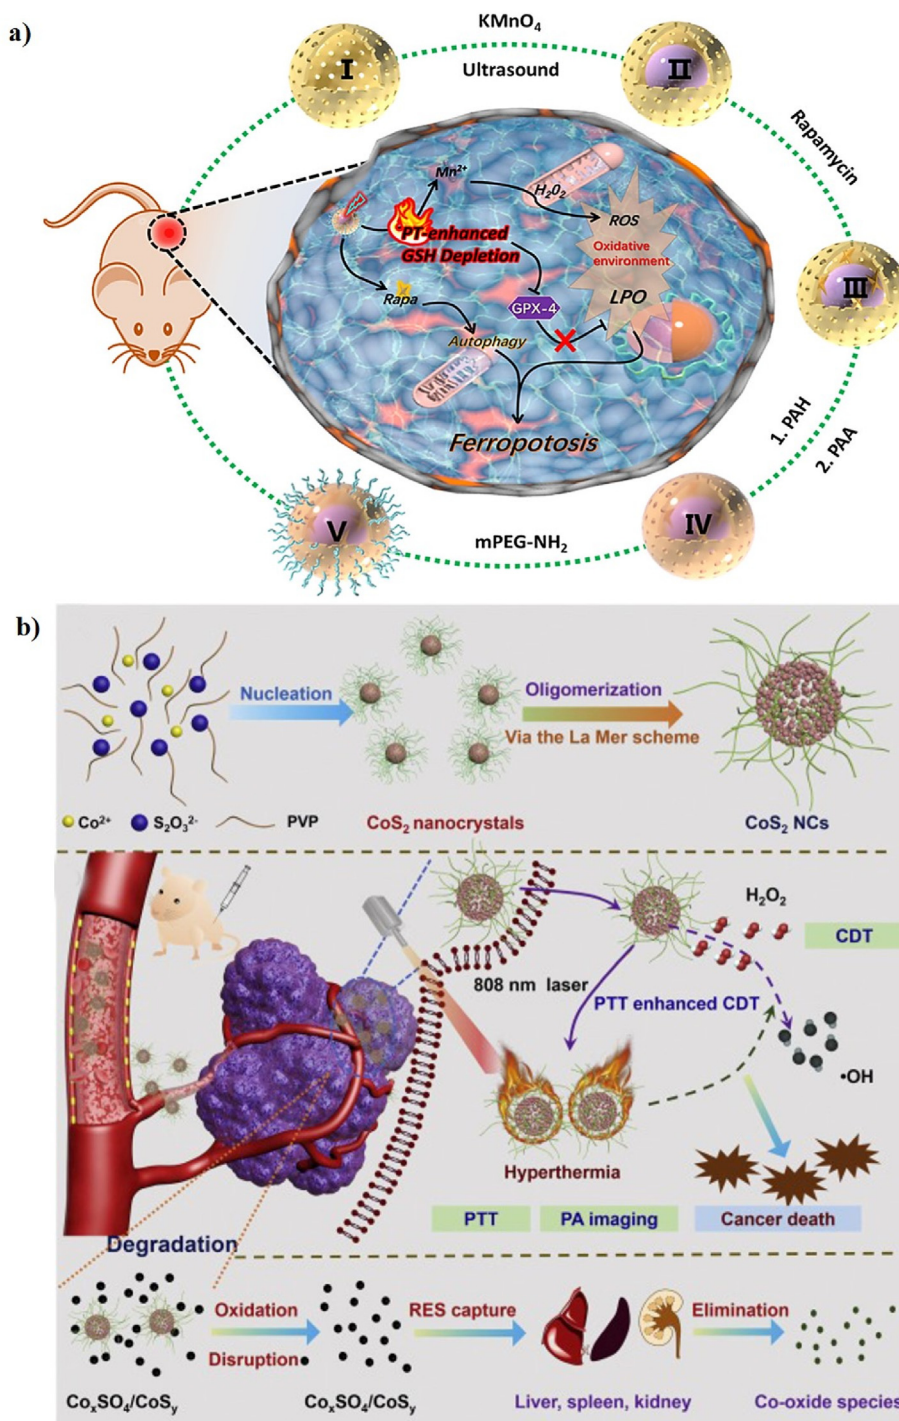 a)
KMnO₄
Ultrasound
I
II
Rapamycin
III
1. PAH
2. PAA
IV
mPEG-NH₂
V
Mn²⁺
H₂O₂
ROS
PT-enhanced
GSH Depletion
Oxidative
environment
LPO
Rapa
GPX-4
Autophagy
Ferropotosis
b)
Nucleation
Oligomerization
Via the La Mer scheme
Co²⁺
S₂O₃²⁻
PVP
CoS₂ nanocrystals
CoS₂ NCs
H₂O₂
CDT
808 nm laser
PTT enhanced CDT
•OH
Hyperthermia
PTT
PA imaging
Cancer death
Degradation
Oxidation
Disruption
RES capture
Elimination
CoₓSO₄/CoSᵧ
CoₓSO₄/CoSᵧ
Liver, spleen, kidney
Co-oxide species